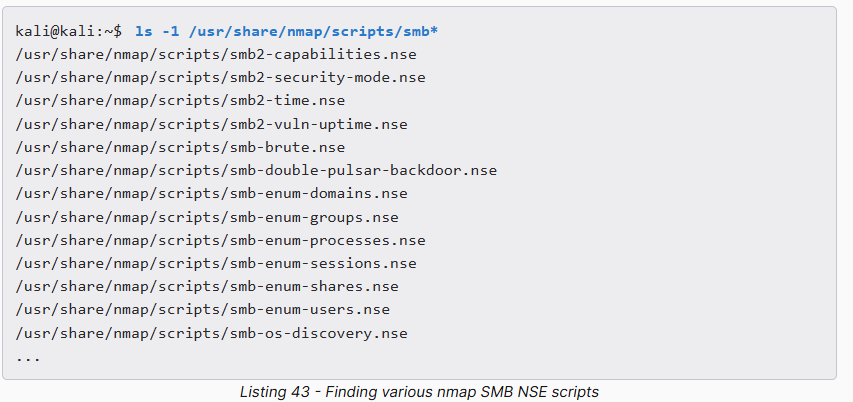 kali@kali:~$ ls -1 /usr/share/nmap/scripts/smb*
/usr/share/nmap/scripts/smb2-capabilities.nse
/usr/share/nmap/scripts/smb2-security-mode.nse
/usr/share/nmap/scripts/smb2-time.nse
/usr/share/nmap/scripts/smb2-vuln-uptime.nse
/usr/share/nmap/scripts/smb-brute.nse
/usr/share/nmap/scripts/smb-double-pulsar-backdoor.nse
/usr/share/nmap/scripts/smb-enum-domains.nse
/usr/share/nmap/scripts/smb-enum-groups.nse
/usr/share/nmap/scripts/smb-enum-processes.nse
/usr/share/nmap/scripts/smb-enum-sessions.nse
/usr/share/nmap/scripts/smb-enum-shares.nse
/usr/share/nmap/scripts/smb-enum-users.nse
/usr/share/nmap/scripts/smb-os-discovery.nse
...
Listing 43 - Finding various nmap SMB NSE scripts